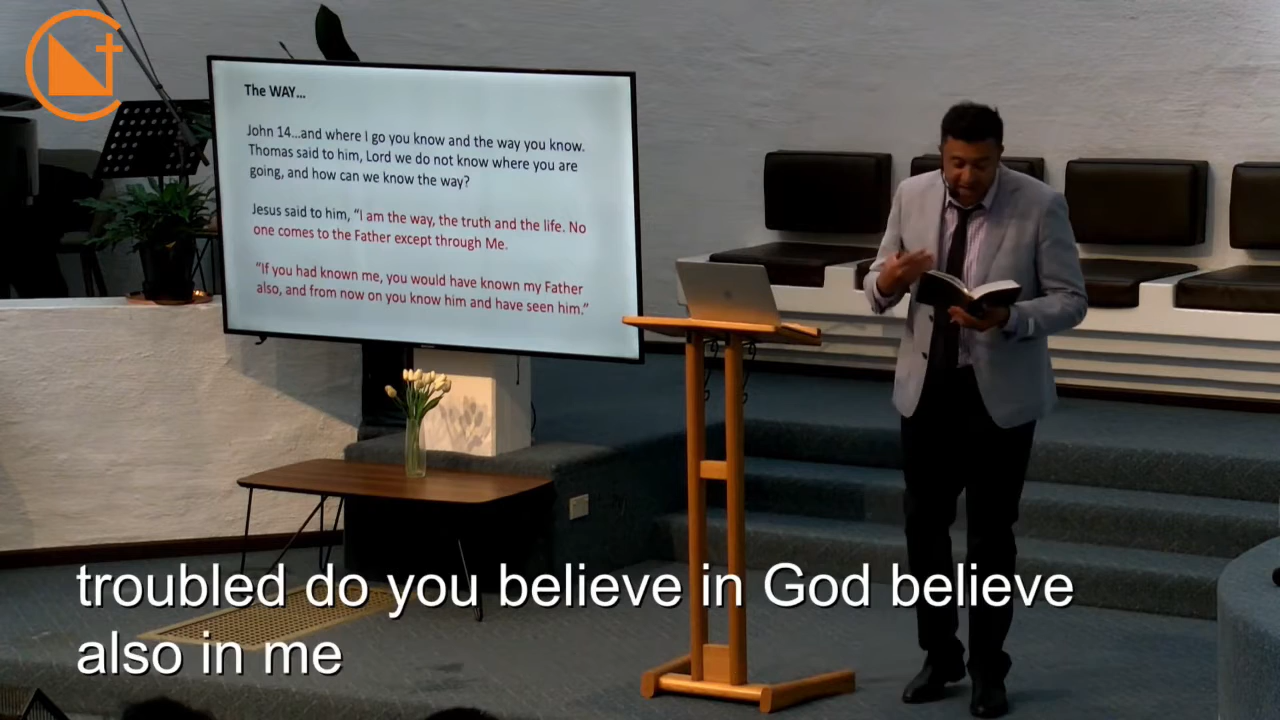 The WAY...
John 14...and where I go you know and the way you know.
Thomas said to him, Lord we do not know where you are
going, and how can we know the way?
Jesus said to him, “I am the way, the truth and the life. No
one comes to the Father except through Me.
“If you had known me, you would have known my Father
also, and from now on you know him and have seen him.”
troubled do you believe in God believe
also in me